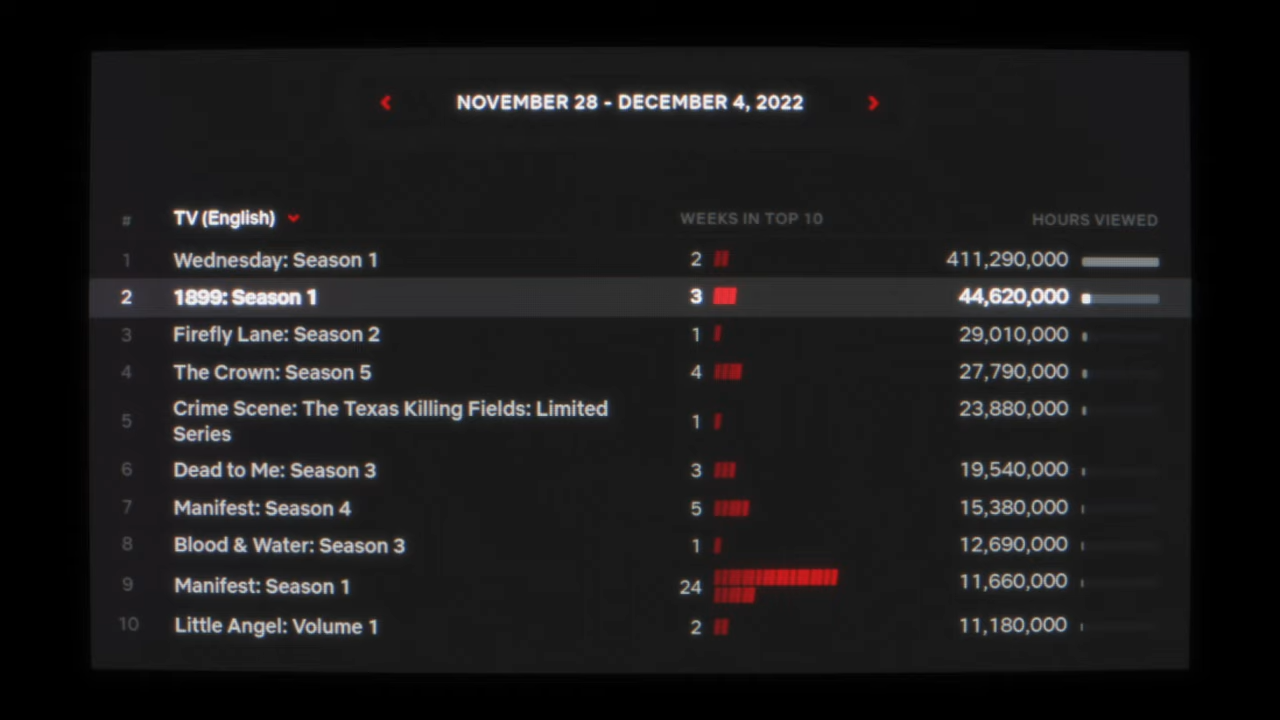 NOVEMBER 28 - DECEMBER 4, 2022
# TV (English) WEEKS IN TOP 10 HOURS VIEWED
1 Wednesday: Season 1 2 411,290,000
2 1899: Season 1 3 44,620,000
3 Firefly Lane: Season 2 1 29,010,000
4 The Crown: Season 5 4 27,790,000
5 Crime Scene: The Texas Killing Fields: Limited 1 23,880,000
Series
6 Dead to Me: Season 3 3 19,540,000
7 Manifest: Season 4 5 15,380,000
8 Blood & Water: Season 3 1 12,690,000
9 Manifest: Season 1 24 11,660,000
10 Little Angel: Volume 1 2 11,180,000